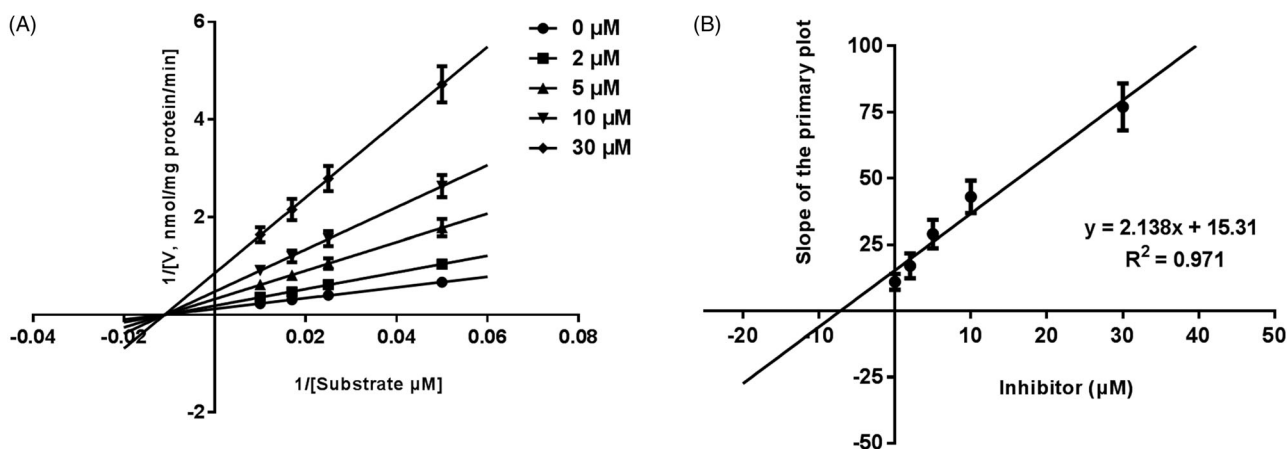 (A)
1/[V, nmol/mg protein/min]
6
4
2
-2
-0.04
-0.02
0.02
0.04
0.06
0.08
1/[Substrate µM]
0 µM
2 µM
5 µM
10 µM
30 µM
(B)
Slope of the primary plot
100
75
50
25
-25
-50
-20
-10
10
20
30
40
50
Inhibitor (µM)
y = 2.138x + 15.31
R² = 0.971